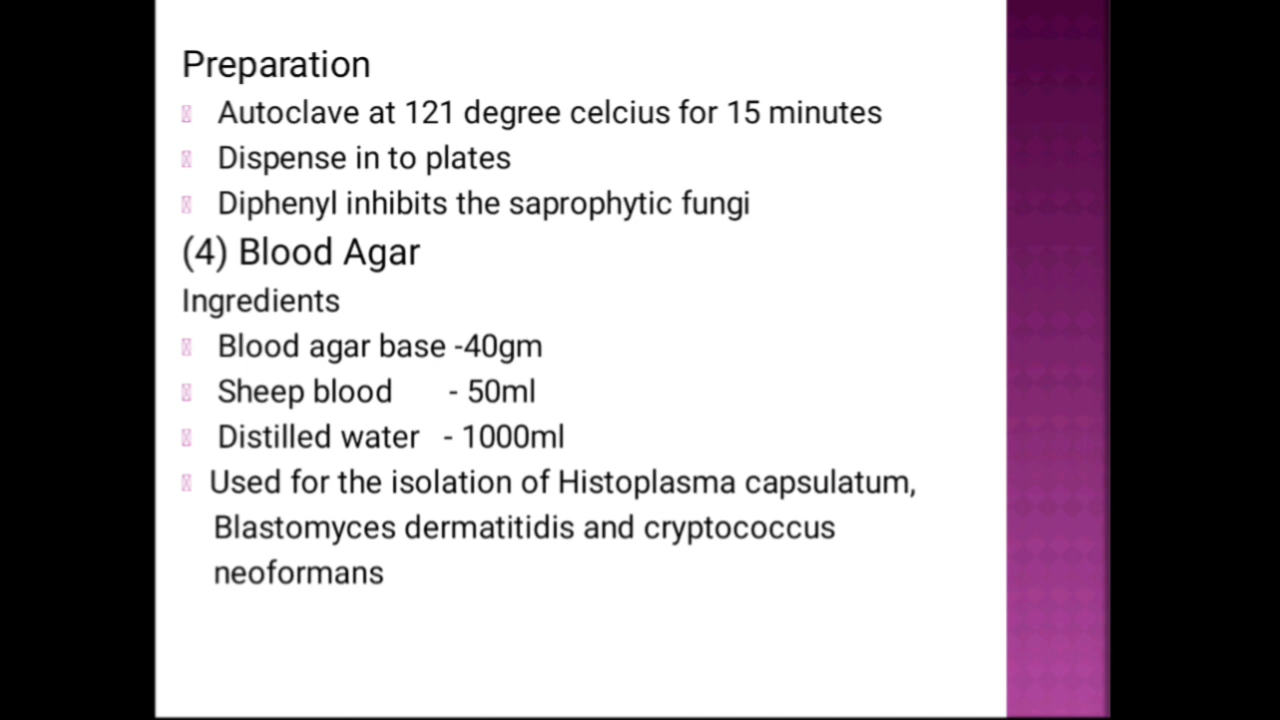 Preparation
Autoclave at 121 degree celcius for 15 minutes
Dispense in to plates
Diphenyl inhibits the saprophytic fungi
(4) Blood Agar
Ingredients
Blood agar base -40gm
Sheep blood - 50ml
Distilled water - 1000ml
Used for the isolation of Histoplasma capsulatum,
Blastomyces dermatitidis and cryptococcus
neoformans